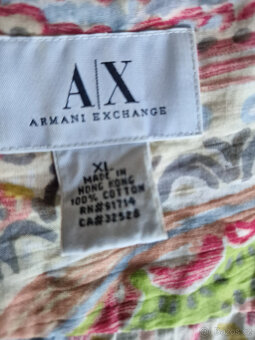 A|X
ARMANI EXCHANGE
XL
MADE IN
HONG KONG
100% COTTON
RN#91714
CA#32528